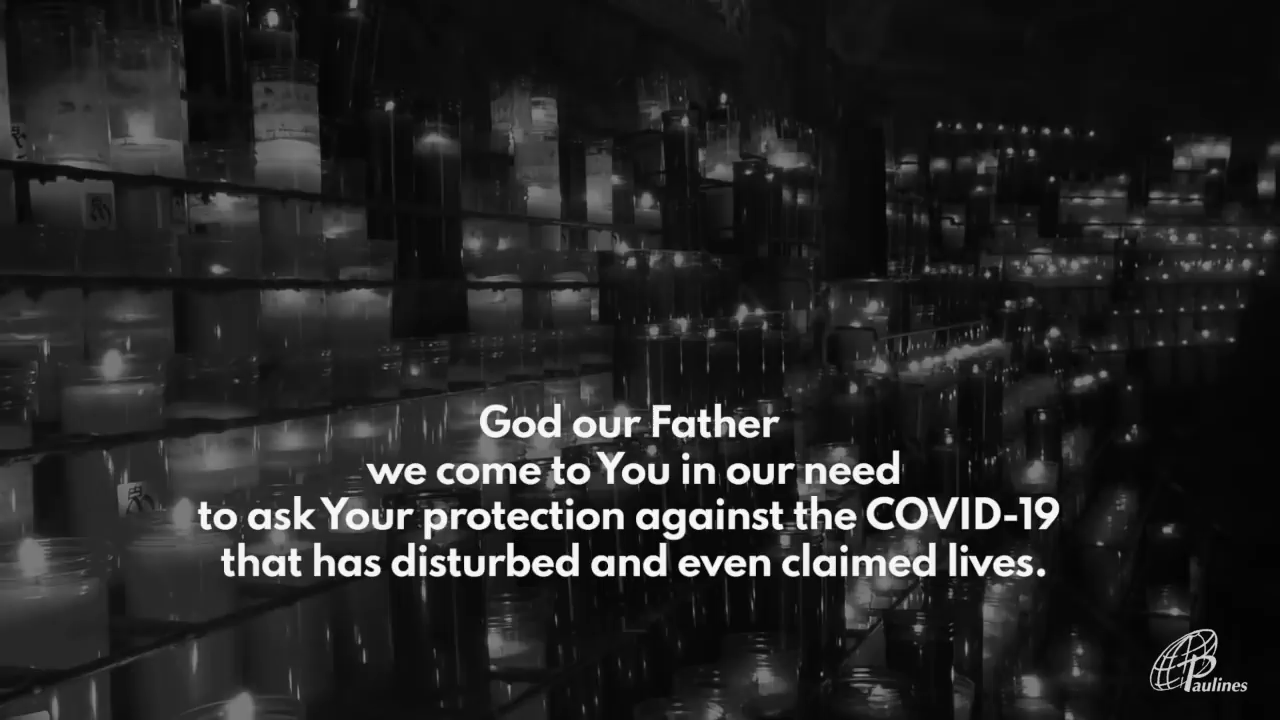 God our Father
we come to You in our need
to ask Your protection against the COVID-19
that has disturbed and even claimed lives.
Paulines